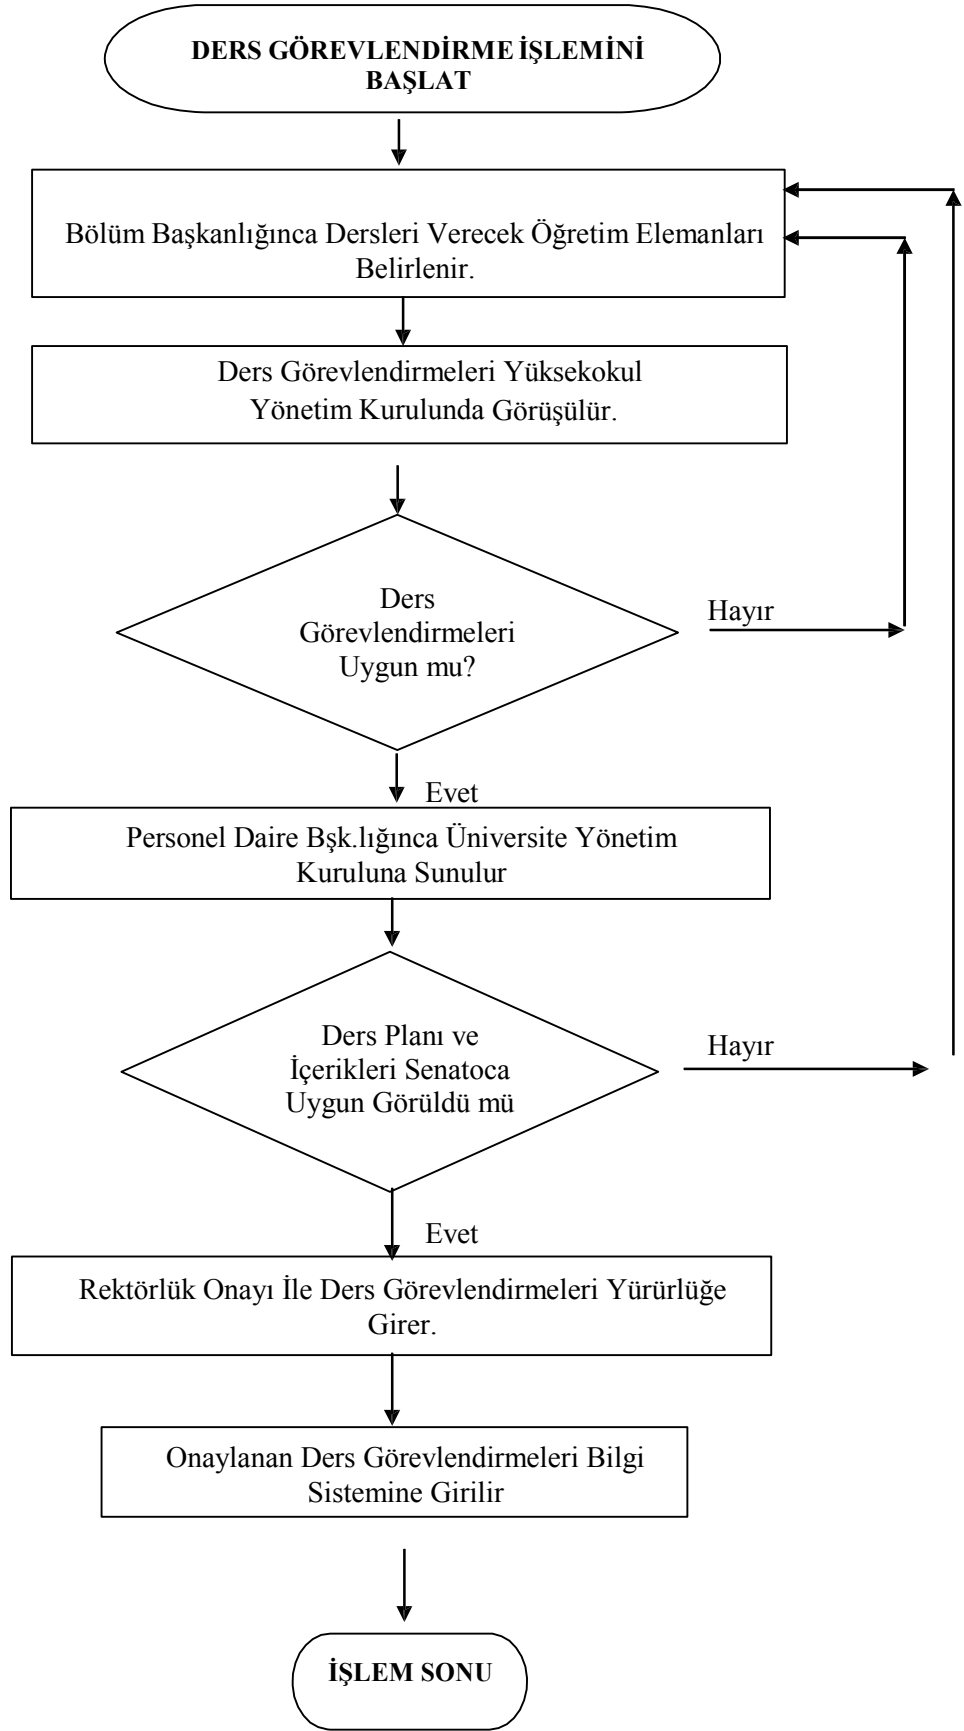 DERS GÖREVLENDİRME İŞLEMİNİ
BAŞLAT
Bölüm Başkanlığınca Dersleri Verecek Öğretim Elemanları
Belirlenir.
Ders Görevlendirmeleri Yüksekokul
Yönetim Kurulunda Görüşülür.
Ders
Görevlendirmeleri
Uygun mu?
Hayır
Evet
Personel Daire Bşk.lığınca Üniversite Yönetim
Kuruluna Sunulur
Ders Planı ve
İçerikleri Senatoca
Uygun Görüldü mü
Hayır
Evet
Rektörlük Onayı İle Ders Görevlendirmeleri Yürürlüğe
Girer.
Onaylanan Ders Görevlendirmeleri Bilgi
Sistemine Girilir
İŞLEM SONU